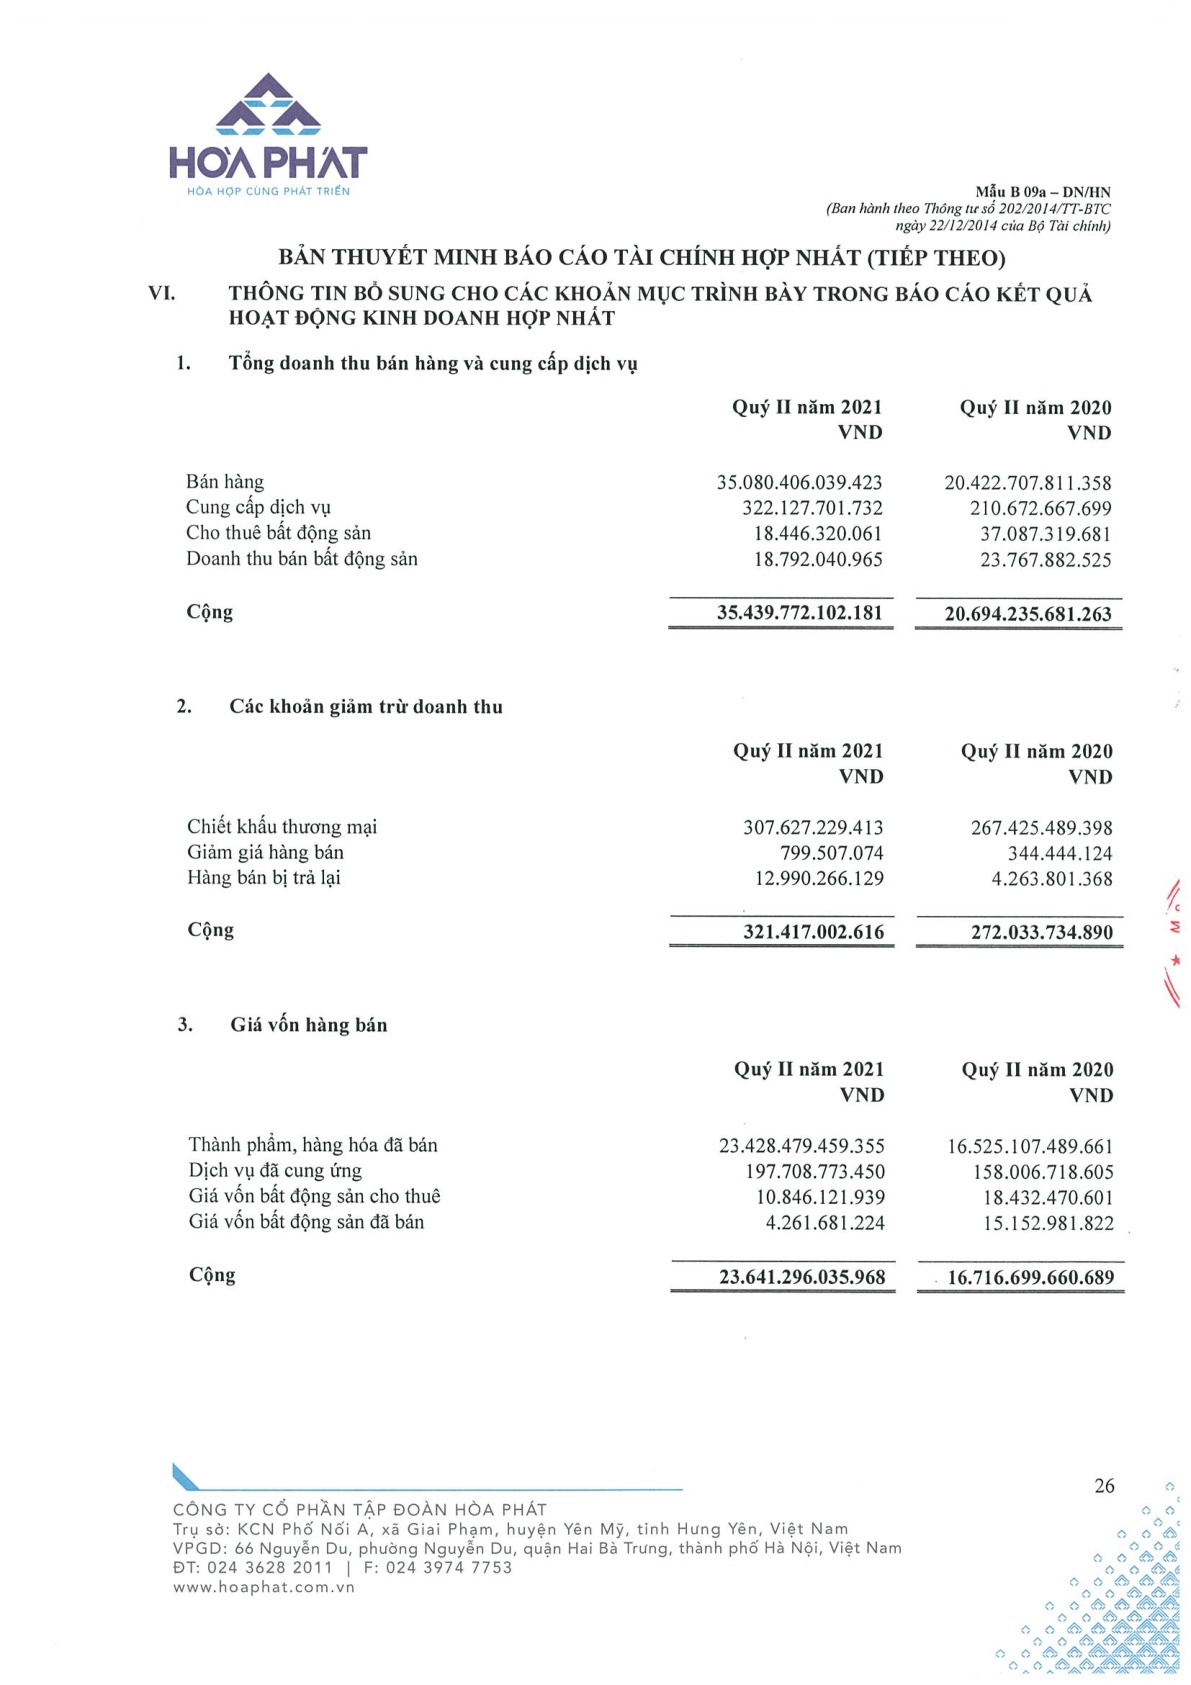 HÒA PHÁT
HÒA HỢP CÙNG PHÁT TRIỂN
Mẫu B 09a – DN/HN
(Ban hành theo Thông tư số 202/2014/TT-BTC
ngày 22/12/2014 của Bộ Tài chính)
BẢN THUYẾT MINH BÁO CÁO TÀI CHÍNH HỢP NHẤT (TIẾP THEO)
VI. THÔNG TIN BỔ SUNG CHO CÁC KHOẢN MỤC TRÌNH BÀY TRONG BÁO CÁO KẾT QUẢ
HOẠT ĐỘNG KINH DOANH HỢP NHẤT
1. Tổng doanh thu bán hàng và cung cấp dịch vụ
Quý II năm 2021 Quý II năm 2020
VND VND
Bán hàng 35.080.406.039.423 20.422.707.811.358
Cung cấp dịch vụ 322.127.701.732 210.672.667.699
Cho thuê bất động sản 18.446.320.061 37.087.319.681
Doanh thu bán bất động sản 18.792.040.965 23.767.882.525
Cộng 35.439.772.102.181 20.694.235.681.263
2. Các khoản giảm trừ doanh thu
Quý II năm 2021 Quý II năm 2020
VND VND
Chiết khấu thương mại 307.627.229.413 267.425.489.398
Giảm giá hàng bán 799.507.074 344.444.124
Hàng bán bị trả lại 12.990.266.129 4.263.801.368
Cộng 321.417.002.616 272.033.734.890
3. Giá vốn hàng bán
Quý II năm 2021 Quý II năm 2020
VND VND
Thành phẩm, hàng hóa đã bán 23.428.479.459.355 16.525.107.489.661
Dịch vụ đã cung ứng 197.708.773.450 158.006.718.605
Giá vốn bất động sản cho thuê 10.846.121.939 18.432.470.601
Giá vốn bất động sản đã bán 4.261.681.224 15.152.981.822
Cộng 23.641.296.035.968 16.716.699.660.689
26
CÔNG TY CỔ PHẦN TẬP ĐOÀN HÒA PHÁT
Trụ sở: KCN Phố Nối A, xã Giai Phạm, huyện Yên Mỹ, tỉnh Hưng Yên, Việt Nam
VPGD: 66 Nguyễn Du, phường Nguyễn Du, quận Hai Bà Trưng, thành phố Hà Nội, Việt Nam
ĐT: 024 3628 2011 | F: 024 3974 7753
www.hoaphat.com.vn